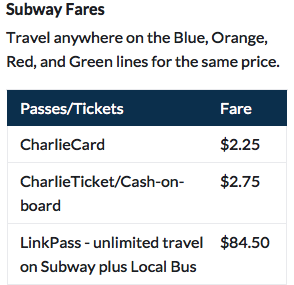 Subway Fares
Travel anywhere on the Blue, Orange,
Red, and Green lines for the same price.
Passes/Tickets Fare
CharlieCard $2.25
CharlieTicket/Cash-on- $2.75
board
LinkPass - unlimited travel $84.50
on Subway plus Local Bus